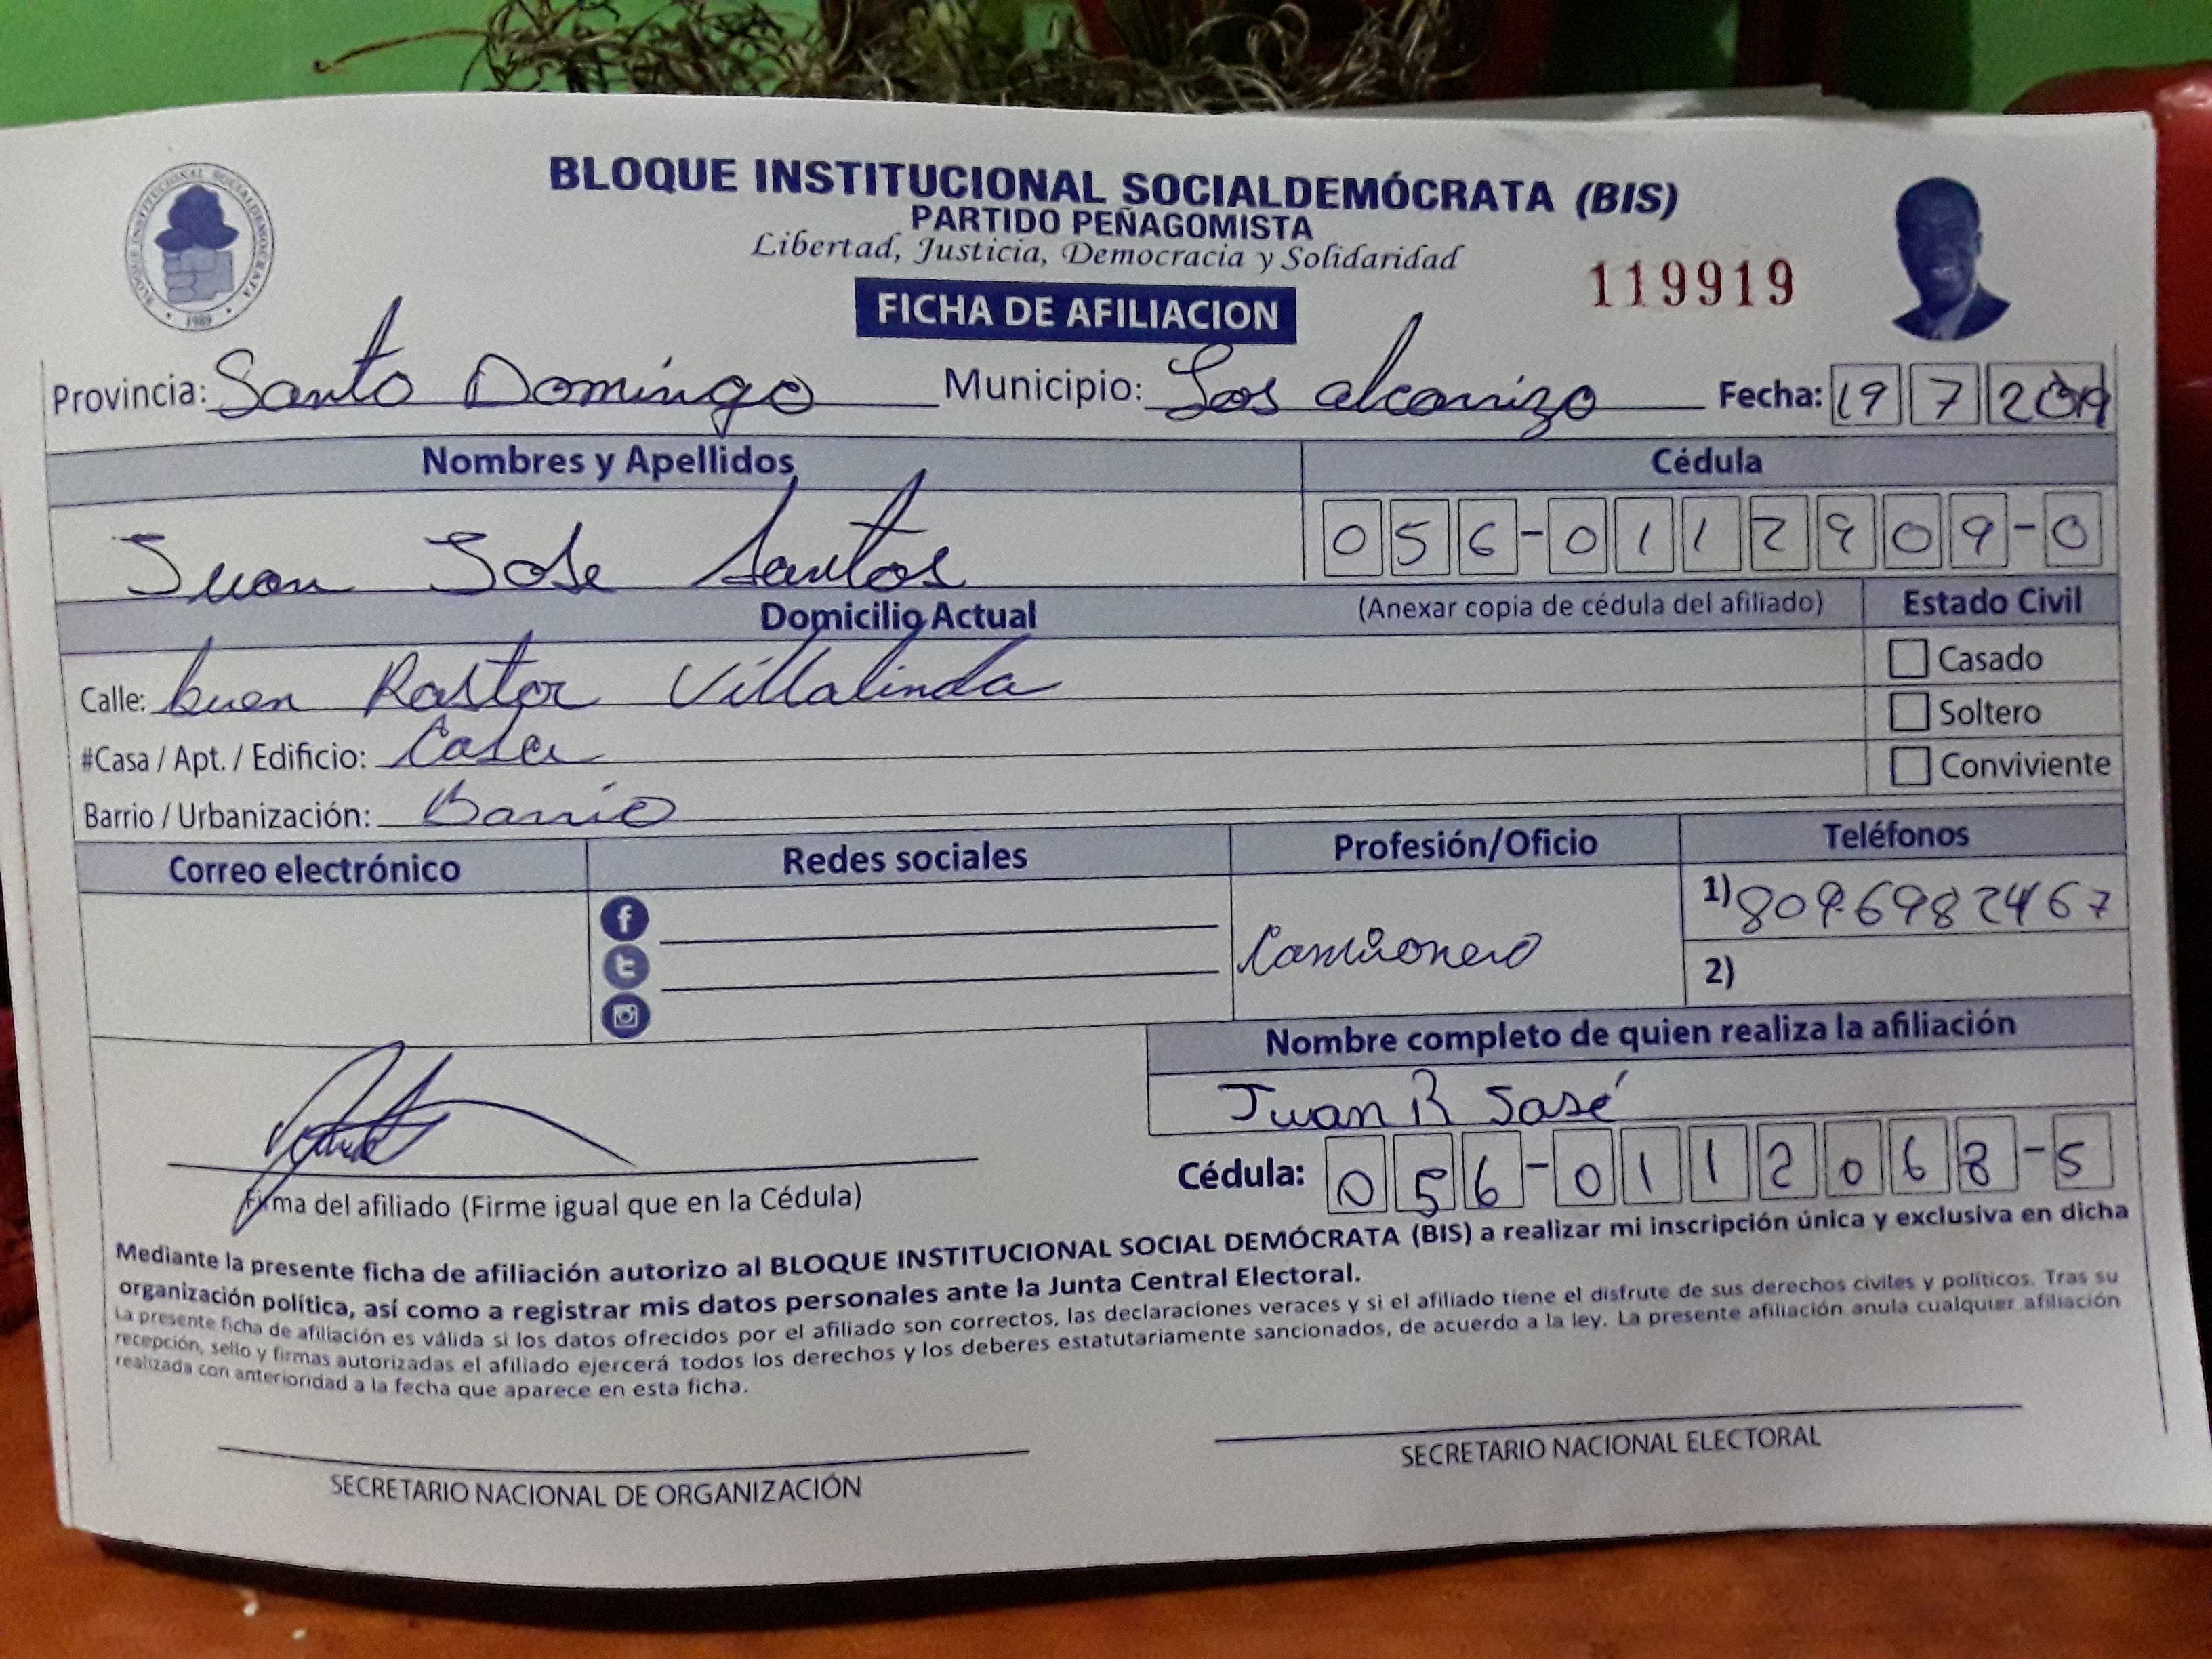 BLOQUE INSTITUCIONAL SOCIALDEMOCRATA
1989
BLOQUE INSTITUCIONAL SOCIALDEMÓCRATA (BIS)
PARTIDO PEÑAGOMISTA
Libertad, Justicia, Democracia y Solidaridad
119919
FICHA DE AFILIACION
Provincia: Santo Domingo Municipio: Los alcarrizo Fecha: 19 7 2019
Nombres y Apellidos Cédula
Juan Jose Santos 056-0112909-0
Domicilio Actual (Anexar copia de cédula del afiliado) Estado Civil
Calle: buen Pastor Villalinda Casado
#Casa / Apt. / Edificio: Casa Soltero
Barrio / Urbanización: Barrio Conviviente
Correo electrónico Redes sociales Profesión/Oficio Teléfonos
Camionero 1) 809-6982467
2)
Nombre completo de quien realiza la afiliación
Juan R José
Cédula: 056-0112068-5
Firma del afiliado (Firme igual que en la Cédula)
Mediante la presente ficha de afiliación autorizo al BLOQUE INSTITUCIONAL SOCIAL DEMÓCRATA (BIS) a realizar mi inscripción única y exclusiva en dicha
organización política, así como a registrar mis datos personales ante la Junta Central Electoral.
La presente ficha de afiliación es válida si los datos ofrecidos por el afiliado son correctos, las declaraciones veraces y si el afiliado tiene el disfrute de sus derechos civiles y políticos. Tras su
recepción, sello y firmas autorizadas el afiliado ejercerá todos los derechos y los deberes estatutariamente sancionados, de acuerdo a la ley. La presente afiliación anula cualquier afiliación
realizada con anterioridad a la fecha que aparece en esta ficha.
SECRETARIO NACIONAL DE ORGANIZACIÓN SECRETARIO NACIONAL ELECTORAL